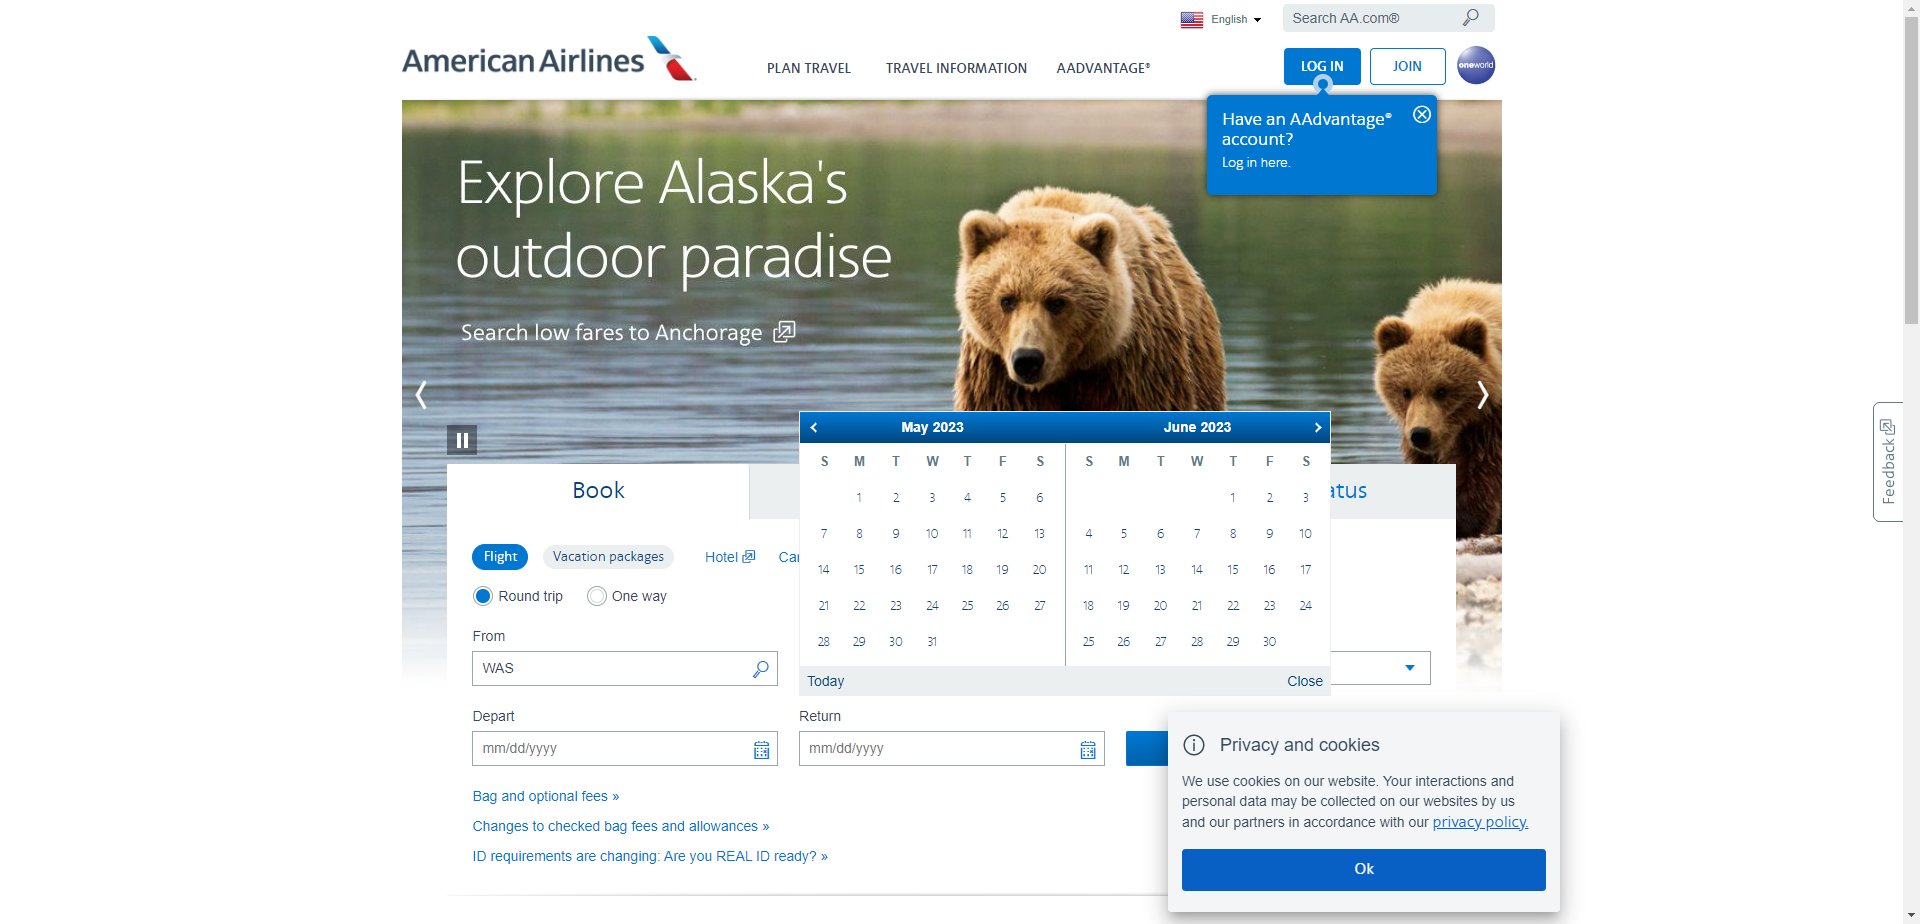 English
Search AA.com®
American Airlines
PLAN TRAVEL
TRAVEL INFORMATION
AADVANTAGE®
LOG IN
JOIN
oneworld
Have an AAdvantage®
account?
Log in here.
Explore Alaska's
outdoor paradise
Search low fares to Anchorage
Feedback
May 2023
June 2023
S M T W T F S
S M T W T F S
1 2 3 4 5 6
1 2 3
7 8 9 10 11 12 13
4 5 6 7 8 9 10
14 15 16 17 18 19 20
11 12 13 14 15 16 17
21 22 23 24 25 26 27
18 19 20 21 22 23 24
28 29 30 31
25 26 27 28 29 30
Today
Close
Book
atus
Flight
Vacation packages
Hotel
Car
Round trip
One way
From
WAS
Depart
Return
mm/dd/yyyy
mm/dd/yyyy
Bag and optional fees »
Changes to checked bag fees and allowances »
ID requirements are changing: Are you REAL ID ready? »
Privacy and cookies
We use cookies on our website. Your interactions and
personal data may be collected on our websites by us
and our partners in accordance with our privacy policy.
Ok